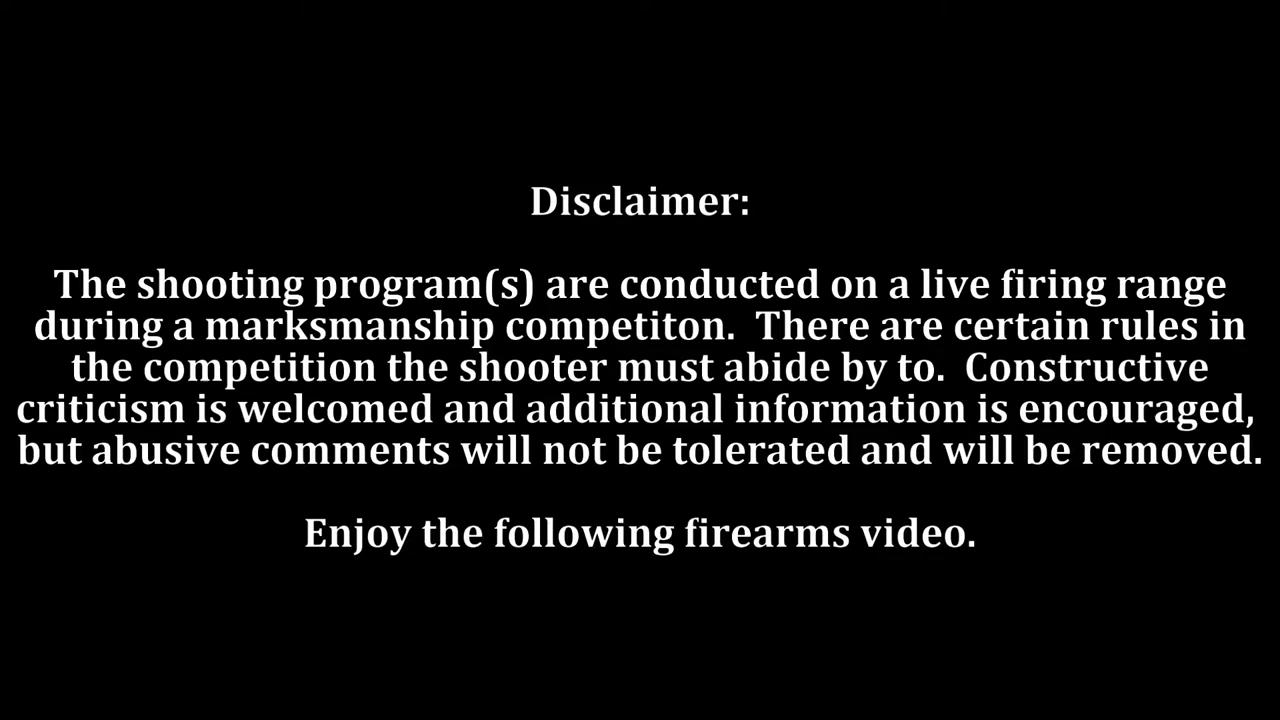 Disclaimer:
The shooting program(s) are conducted on a live firing range
during a marksmanship competiton.  There are certain rules in
the competition the shooter must abide by to.  Constructive
criticism is welcomed and additional information is encouraged,
but abusive comments will not be tolerated and will be removed.
Enjoy the following firearms video.